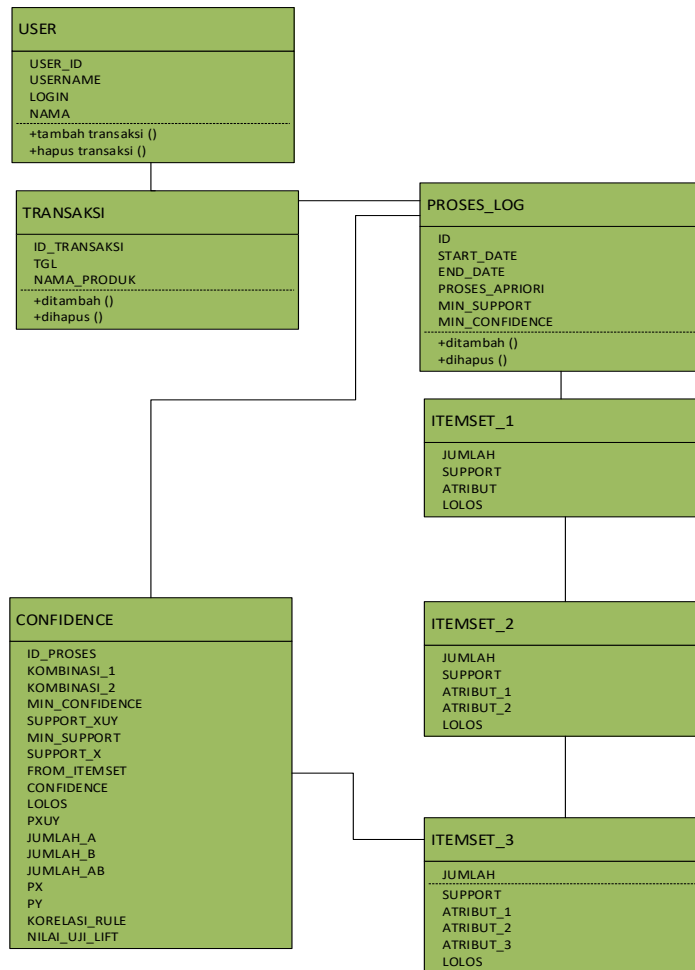 USER
USER_ID
USERNAME
LOGIN
NAMA
+tambah transaksi ()
+hapus transaksi ()
TRANSAKSI
ID_TRANSAKSI
TGL
NAMA_PRODUK
+ditambah ()
+dihapus ()
PROSES_LOG
ID
START_DATE
END_DATE
PROSES_APRIORI
MIN_SUPPORT
MIN_CONFIDENCE
+ditambah ()
+dihapus ()
ITEMSET_1
JUMLAH
SUPPORT
ATRIBUT
LOLOS
CONFIDENCE
ID_PROSES
KOMBINASI_1
KOMBINASI_2
MIN_CONFIDENCE
SUPPORT_XUY
MIN_SUPPORT
SUPPORT_X
FROM_ITEMSET
CONFIDENCE
LOLOS
PXUY
JUMLAH_A
JUMLAH_B
JUMLAH_AB
PX
PY
KORELASI_RULE
NILAI_UJI_LIFT
ITEMSET_2
JUMLAH
SUPPORT
ATRIBUT_1
ATRIBUT_2
LOLOS
ITEMSET_3
JUMLAH
SUPPORT
ATRIBUT_1
ATRIBUT_2
ATRIBUT_3
LOLOS